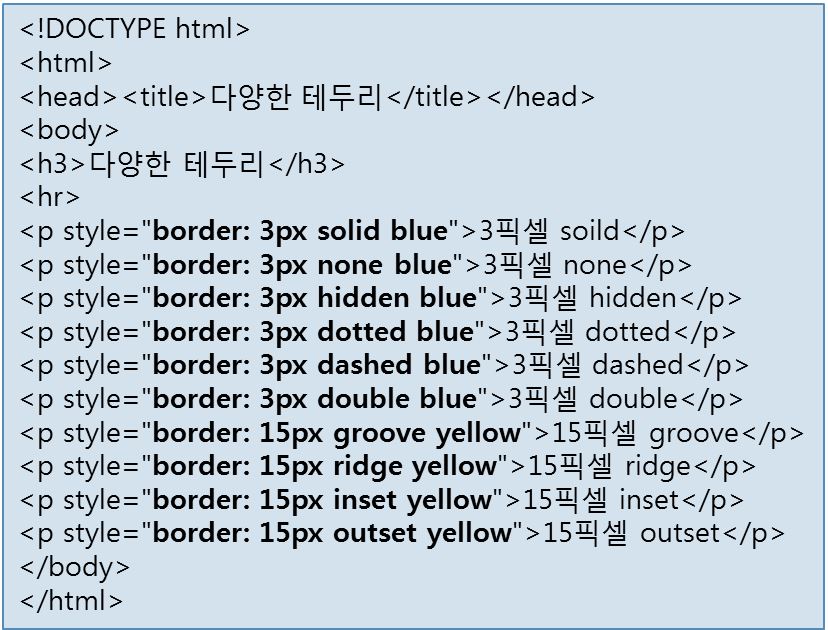 <!DOCTYPE html>
<html>
<head><title>다양한 테두리</title></head>
<body>
<h3>다양한 테두리</h3>
<hr>
<p style="border: 3px solid blue">3픽셀 soild</p>
<p style="border: 3px none blue">3픽셀 none</p>
<p style="border: 3px hidden blue">3픽셀 hidden</p>
<p style="border: 3px dotted blue">3픽셀 dotted</p>
<p style="border: 3px dashed blue">3픽셀 dashed</p>
<p style="border: 3px double blue">3픽셀 double</p>
<p style="border: 15px groove yellow">15픽셀 groove</p>
<p style="border: 15px ridge yellow">15픽셀 ridge</p>
<p style="border: 15px inset yellow">15픽셀 inset</p>
<p style="border: 15px outset yellow">15픽셀 outset</p>
</body>
</html>